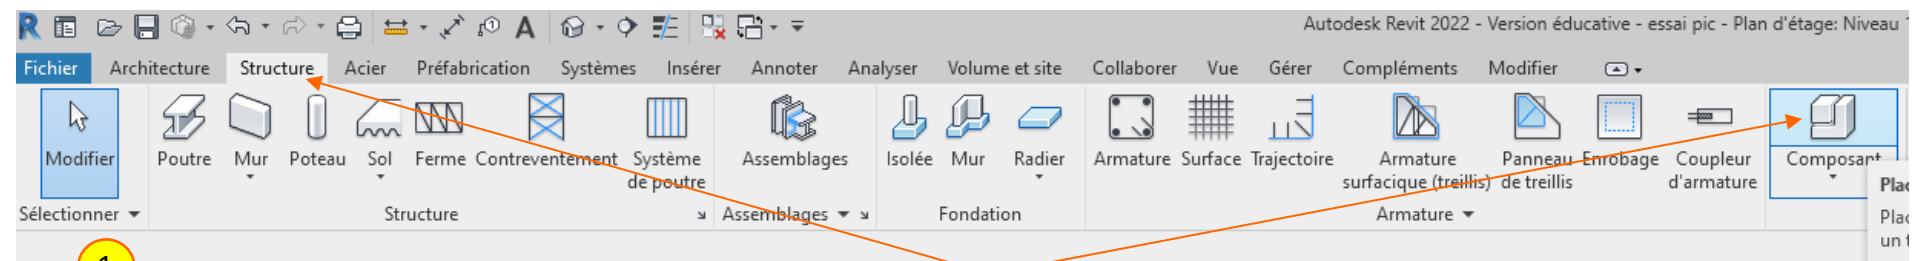 Autodesk Revit 2022 - Version éducative - essai pic - Plan d'étage: Niveau
Fichier Architecture Structure Acier Préfabrication Systèmes Insérer Annoter Analyser Volume et site Collaborer Vue Gérer Compléments Modifier
Modifier Poutre Mur Poteau Sol Ferme Contreventement Système Assemblages Isolée Mur Radier Armature Surface Trajectoire Armature Panneau Enrobage Coupleur Composant
de poutre surfacique (treillis) de treillis d'armature
Sélectionner Structure Assemblages Fondation Armature
un
1